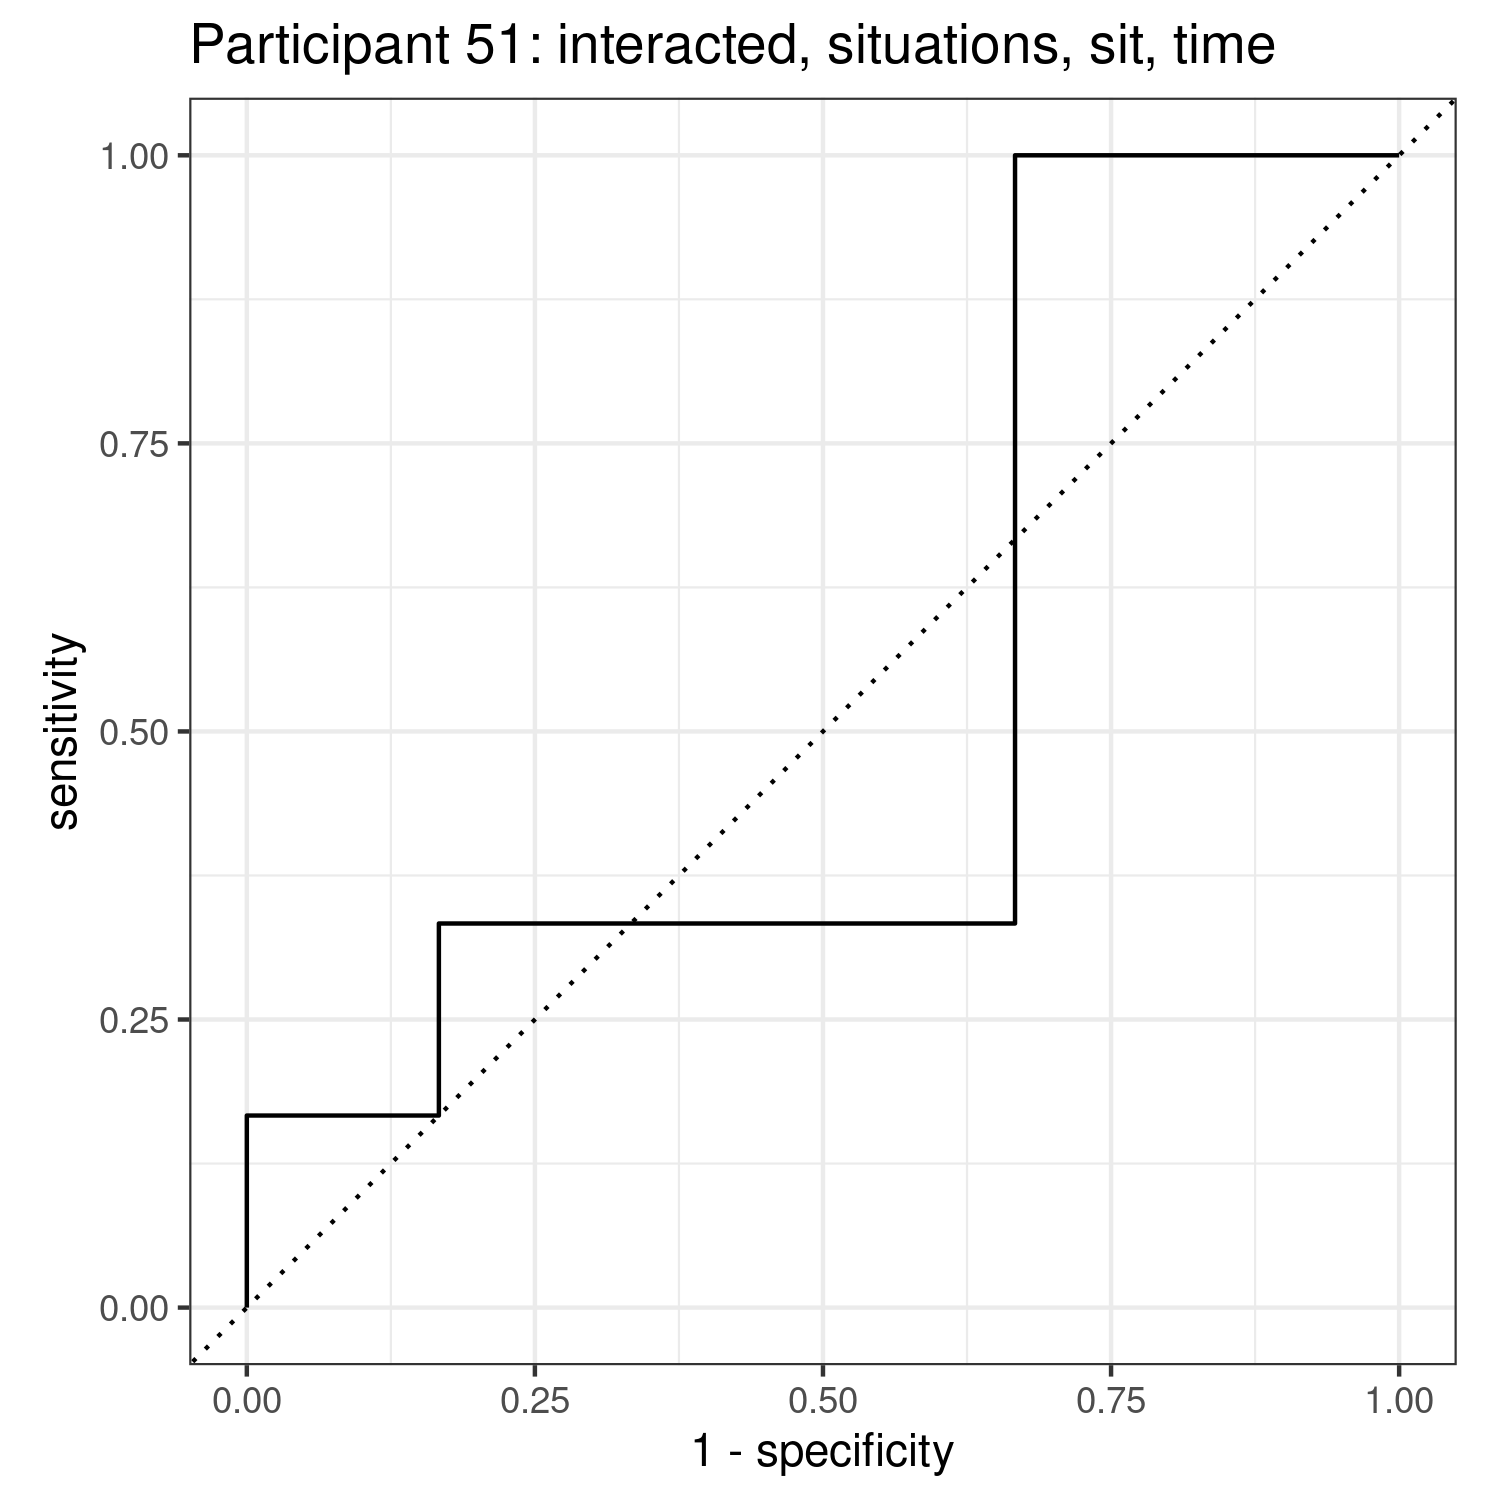 Participant 51: interacted, situations, sit, time
1.00
0.75
0.50
0.25
0.00
sensitivity
0.00 0.25 0.50 0.75 1.00
1 - specificity